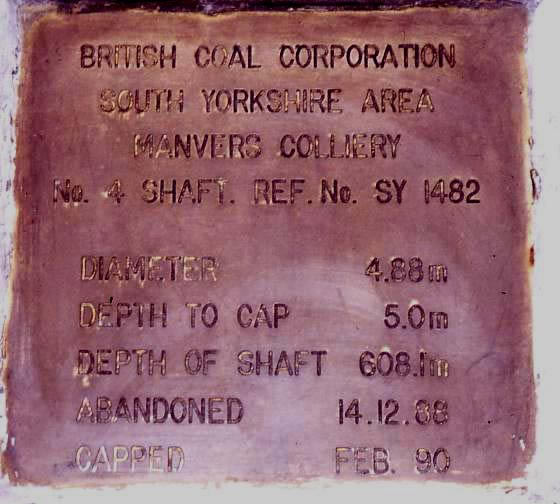 BRITISH COAL CORPORATION
SOUTH YORKSHIRE AREA
MANVERS COLLIERY
No. 4 SHAFT. REF. No. SY 1482
DIAMETER 4.88m
DEPTH TO CAP 5.0m
DEPTH OF SHAFT 608.1m
ABANDONED 14.12.88
CAPPED FEB. 90